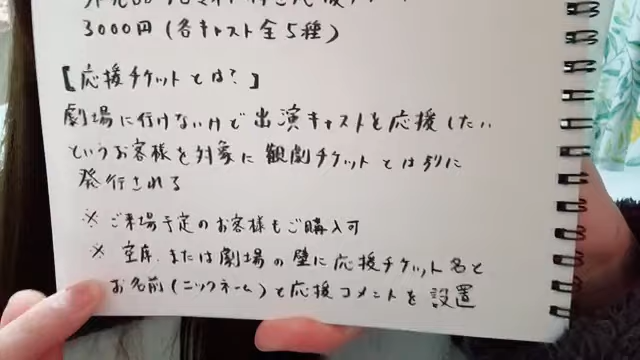 3000円(各キャスト全5種)
【応援チケットとは?】
劇場に行けないけど出演キャストを応援したい
というお客様を対象に観劇チケットとは別に
発行される
※ ご来場予定のお客様もご購入可
※ 空席、または劇場の壁に応援チケット名と
お名前(ニックネーム)と応援コメントを設置